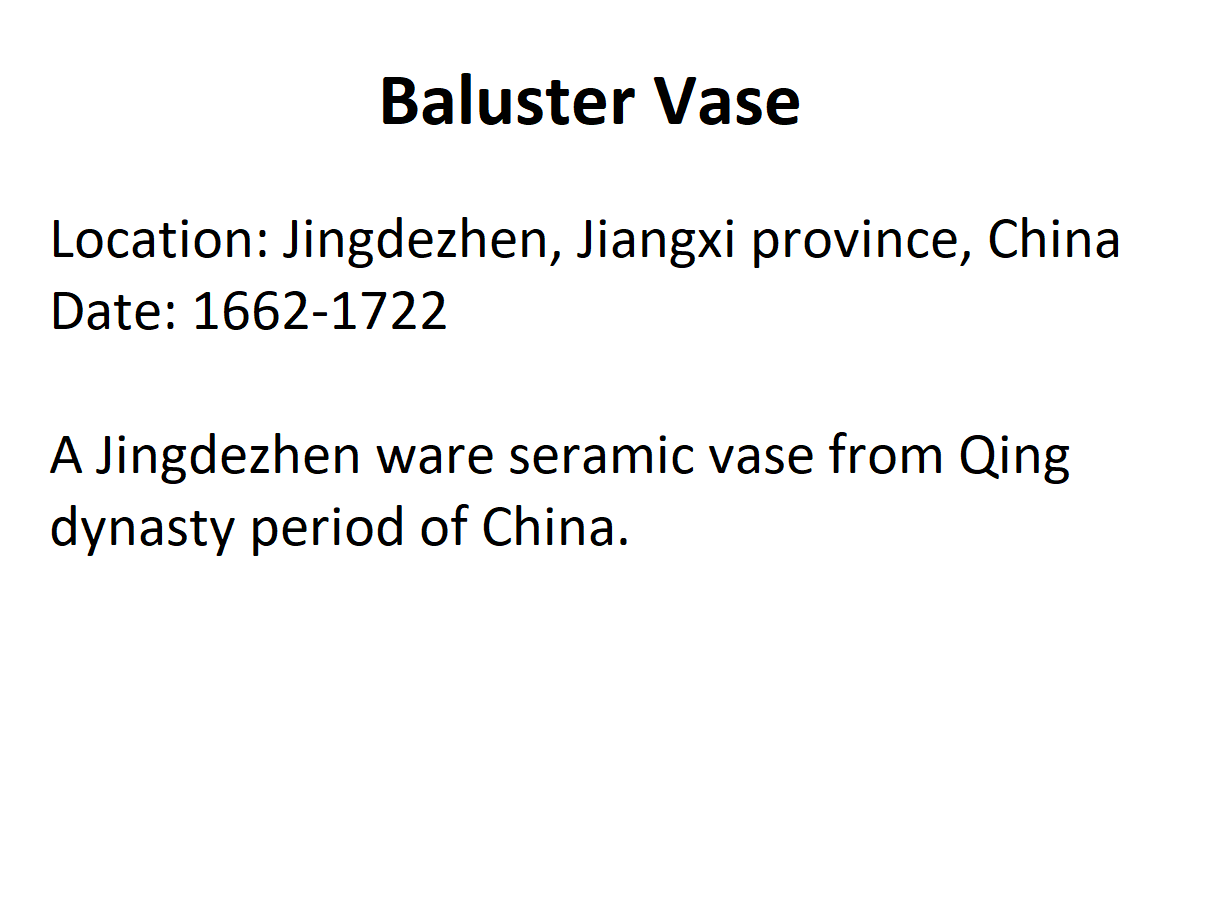 Baluster Vase
Location: Jingdezhen, Jiangxi province, China
Date: 1662-1722
A Jingdezhen ware seramic vase from Qing
dynasty period of China.